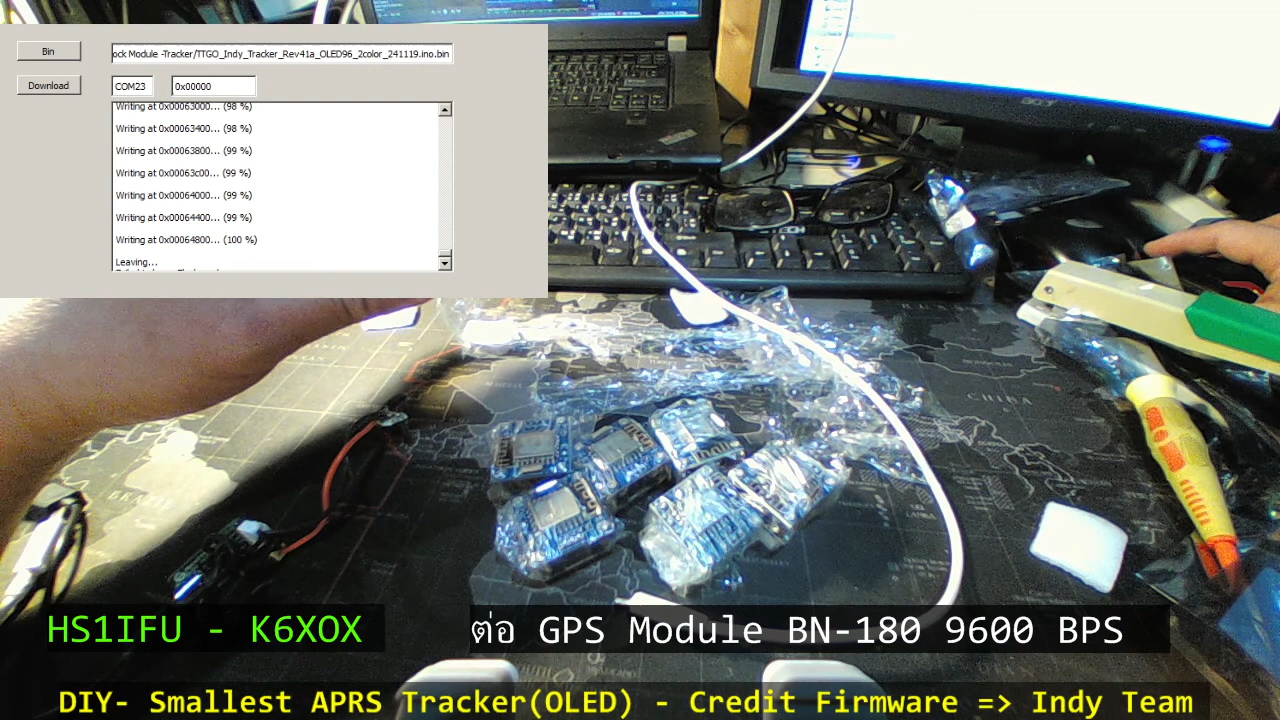 Bin
ock Module -Tracker/TTGO_Indy_Tracker_Rev41a_OLED96_2color_241119.ino.bin
Download
COM23
0x00000
Writing at 0x00063000... (98 %)
Writing at 0x00063400... (98 %)
Writing at 0x00063800... (99 %)
Writing at 0x00063c00... (99 %)
Writing at 0x00064000... (99 %)
Writing at 0x00064400... (99 %)
Writing at 0x00064800... (100 %)
Leaving...
acer
CHINA
HS1IFU - K6XOX
ต่อ GPS Module BN-180 9600 BPS
DIY- Smallest APRS Tracker(OLED) - Credit Firmware => Indy Team